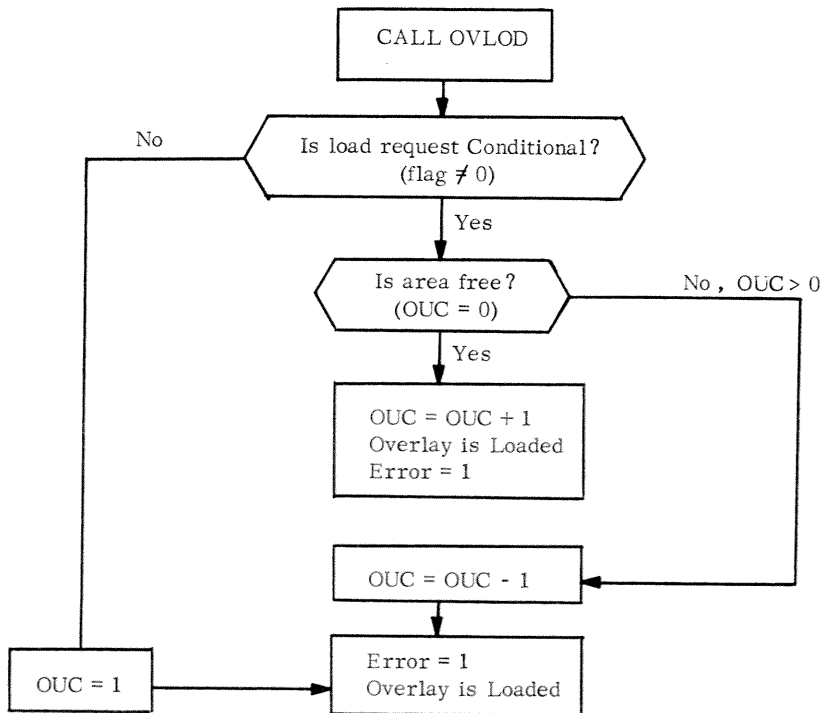 CALL OVLOD
No
Is load request Conditional?
(flag ≠ 0)
Yes
Is area free?
(OUC = 0)
No , OUC > 0
Yes
OUC = OUC + 1
Overlay is Loaded
Error = 1
OUC = OUC - 1
Error = 1
Overlay is Loaded
OUC = 1